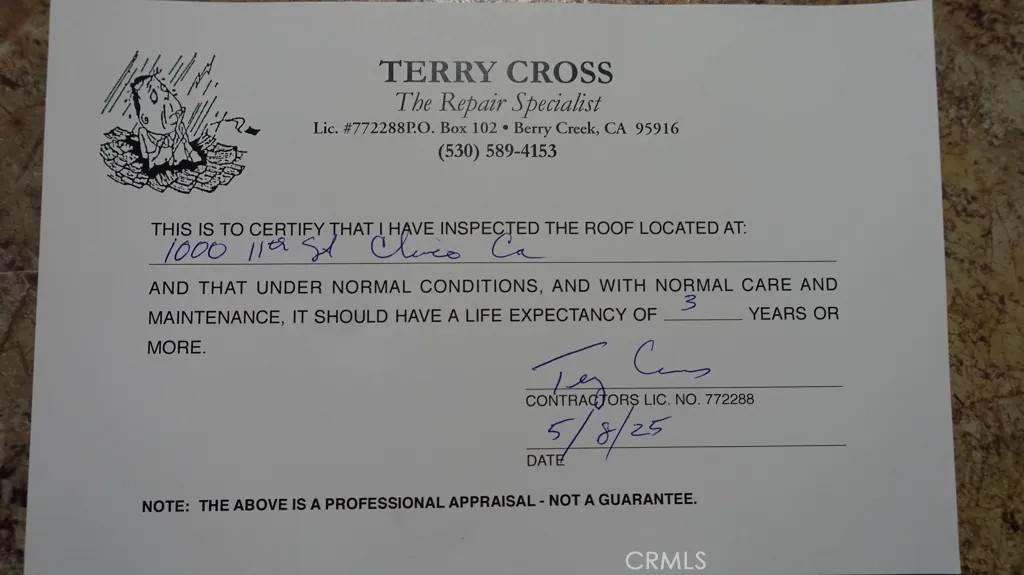 TERRY CROSS
The Repair Specialist
Lic. #772288P.O. Box 102 • Berry Creek, CA 95916
(530) 589-4153
THIS IS TO CERTIFY THAT I HAVE INSPECTED THE ROOF LOCATED AT:
1000 11th St Chico Ca
AND THAT UNDER NORMAL CONDITIONS, AND WITH NORMAL CARE AND
MAINTENANCE, IT SHOULD HAVE A LIFE EXPECTANCY OF 3 YEARS OR
MORE.
Terry Cross
CONTRACTORS LIC. NO. 772288
5/8/25
DATE
NOTE: THE ABOVE IS A PROFESSIONAL APPRAISAL - NOT A GUARANTEE.
CRMLS